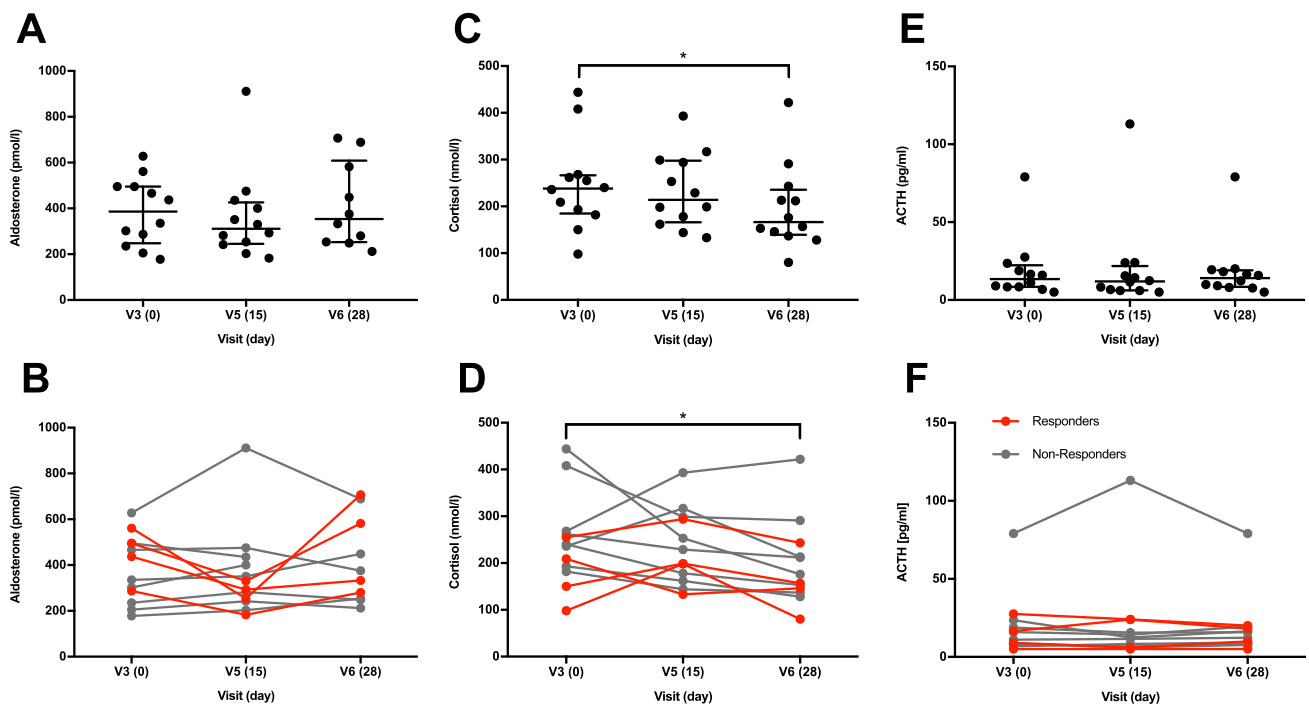 A
Aldosterone (pmol/l)
1000
800
600
400
200
0
V3 (0) V5 (15) V6 (28)
Visit (day)
C
*
Cortisol (nmol/l)
500
400
300
200
100
0
V3 (0) V5 (15) V6 (28)
Visit (day)
E
ACTH (pg/ml)
150
100
50
0
V3 (0) V5 (15) V6 (28)
Visit (day)
B
Aldosterone (pmol/l)
1000
800
600
400
200
0
V3 (0) V5 (15) V6 (28)
Visit (day)
D
*
Cortisol (nmol/l)
500
400
300
200
100
0
V3 (0) V5 (15) V6 (28)
Visit (day)
F
Responders
Non-Responders
ACTH [pg/ml]
150
100
50
0
V3 (0) V5 (15) V6 (28)
Visit (day)